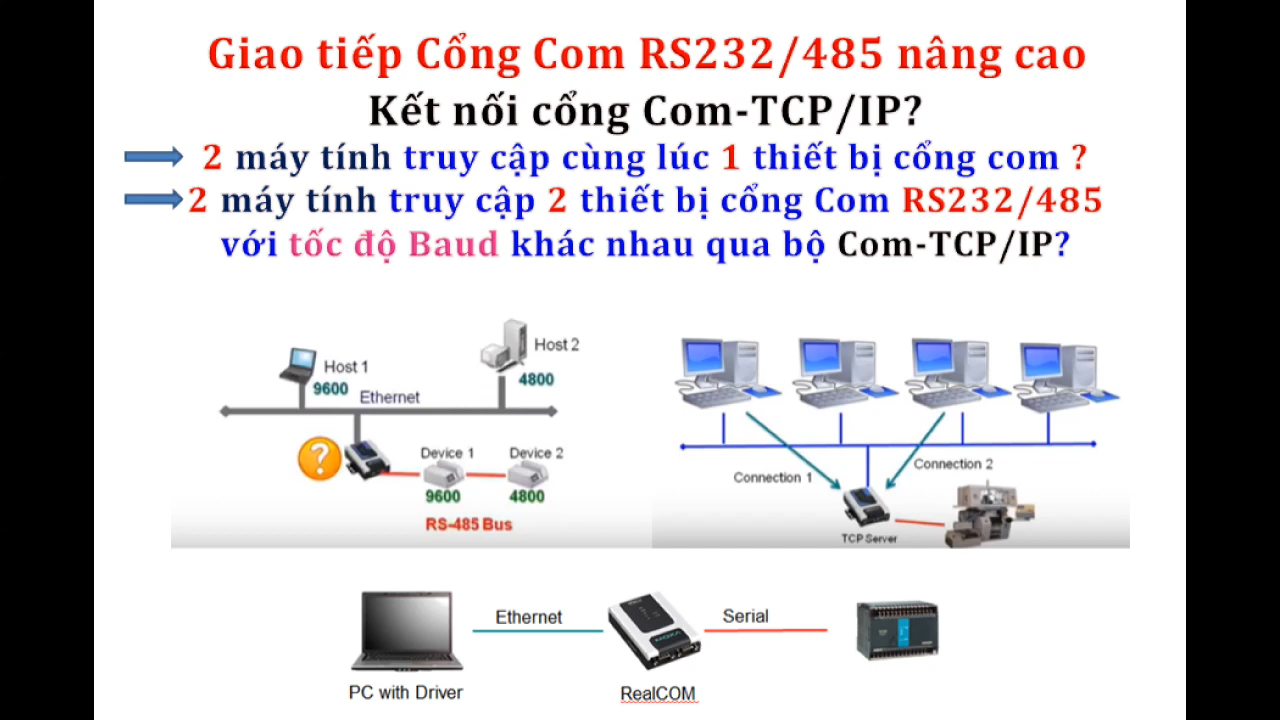 Giao tiếp Cổng Com RS232/485 nâng cao
Kết nối cổng Com-TCP/IP?
2 máy tính truy cập cùng lúc 1 thiết bị cổng com ?
2 máy tính truy cập 2 thiết bị cổng Com RS232/485
với tốc độ Baud khác nhau qua bộ Com-TCP/IP?
Host 1
9600
Host 2
4800
Ethernet
?
Device 1
9600
Device 2
4800
RS-485 Bus
Connection 1
Connection 2
TCP Server
Ethernet
Serial
MOXA
PC with Driver
RealCOM